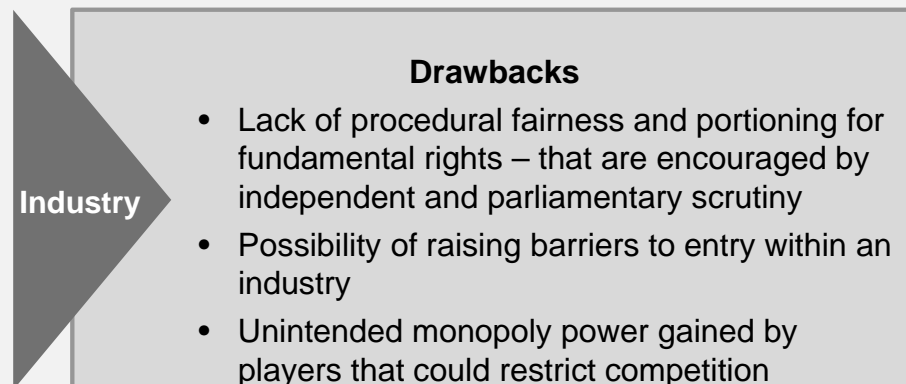 Drawbacks
• Lack of procedural fairness and portioning for
fundamental rights – that are encouraged by
independent and parliamentary scrutiny
Industry
• Possibility of raising barriers to entry within an
industry
• Unintended monopoly power gained by
players that could restrict competition